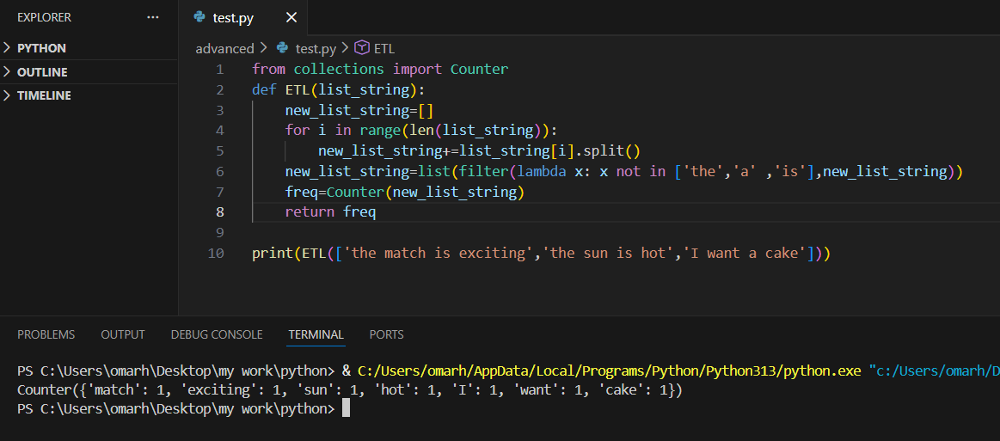 EXPLORER ... test.py ×
PYTHON
OUTLINE
TIMELINE
advanced > test.py > ETL
1 from collections import Counter
2 def ETL(list_string):
3     new_list_string=[]
4     for i in range(len(list_string)):
5         new_list_string+=list_string[i].split()
6     new_list_string=list(filter(lambda x: x not in ['the','a' ,'is'],new_list_string))
7     freq=Counter(new_list_string)
8     return freq
9
10 print(ETL(['the match is exciting','the sun is hot','I want a cake']))
PROBLEMS OUTPUT DEBUG CONSOLE TERMINAL PORTS
PS C:\Users\omarh\Desktop\my work\python> & C:/Users/omarh/AppData/Local/Programs/Python/Python313/python.exe "c:/Users/omarh/D
Counter({'match': 1, 'exciting': 1, 'sun': 1, 'hot': 1, 'I': 1, 'want': 1, 'cake': 1})
PS C:\Users\omarh\Desktop\my work\python>